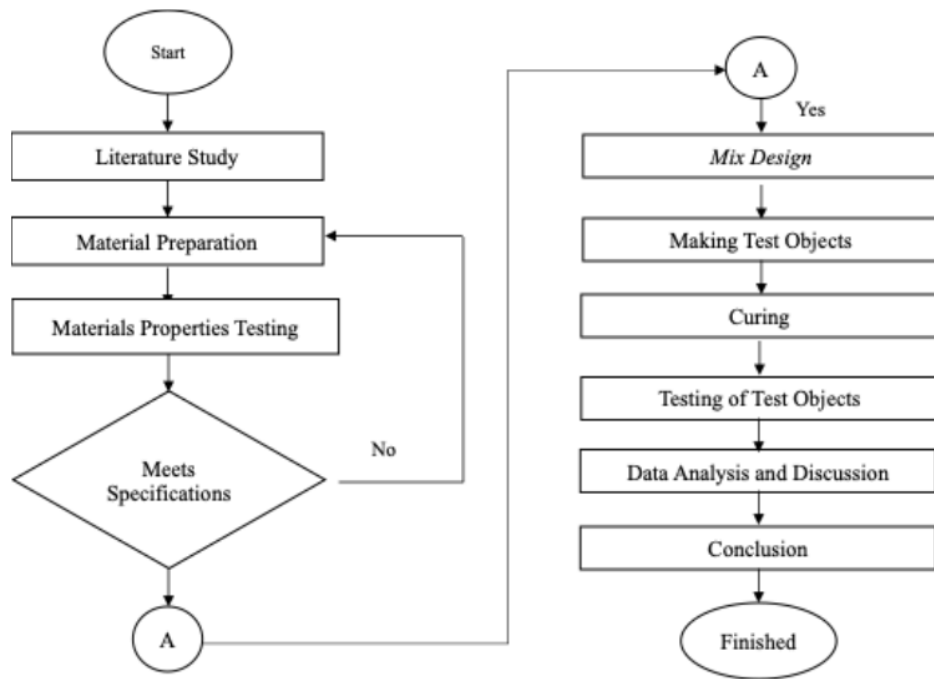 Start
Literature Study
Material Preparation
Materials Properties Testing
Meets
Specifications
No
A
A
Yes
Mix Design
Making Test Objects
Curing
Testing of Test Objects
Data Analysis and Discussion
Conclusion
Finished